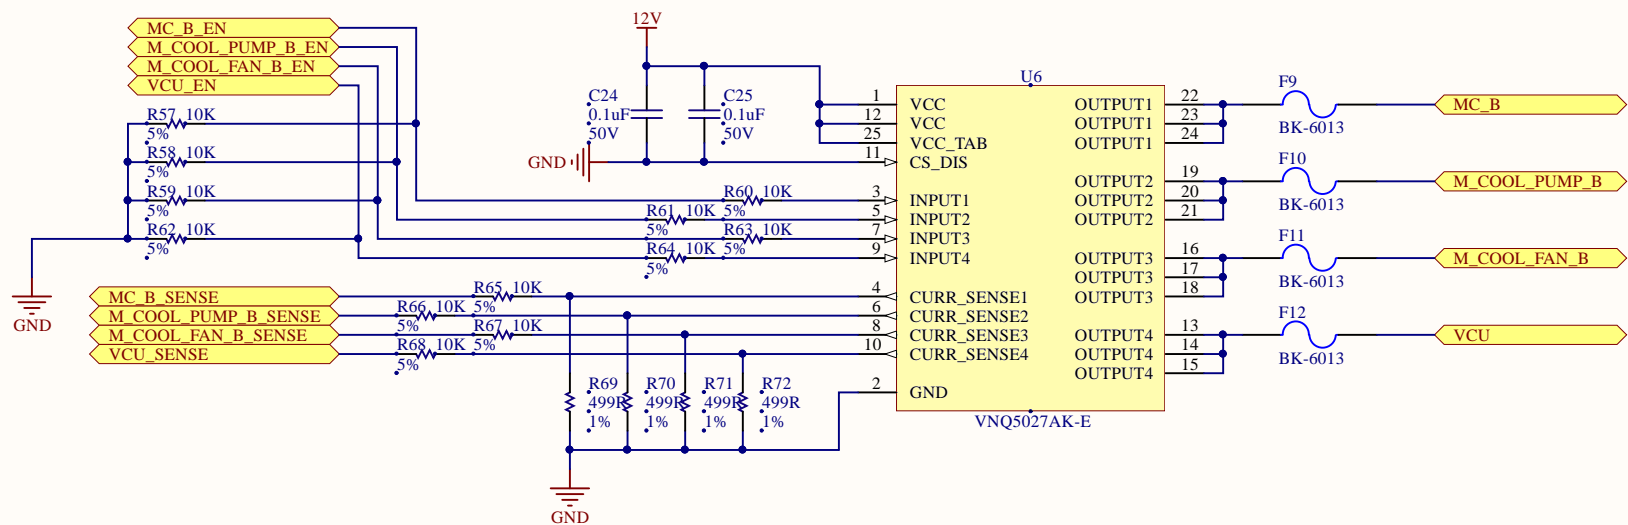 MC_B_EN
M_COOL_PUMP_B_EN
M_COOL_FAN_B_EN
VCU_EN
R57 10K
5%
R58 10K
5%
R59 10K
5%
R62 10K
5%
GND
12V
C24
0.1uF
50V
C25
0.1uF
50V
GND
R60 10K
5%
R61 10K
5%
R63 10K
5%
R64 10K
5%
MC_B_SENSE
M_COOL_PUMP_B_SENSE
M_COOL_FAN_B_SENSE
VCU_SENSE
R65 10K
5%
R66 10K
5%
R67 10K
5%
R68 10K
5%
R69
499R
1%
R70
499R
1%
R71
499R
1%
R72
499R
1%
GND
U6
1 VCC
12 VCC
25 VCC_TAB
11 CS_DIS
3 INPUT1
5 INPUT2
7 INPUT3
9 INPUT4
4 CURR_SENSE1
6 CURR_SENSE2
8 CURR_SENSE3
10 CURR_SENSE4
2 GND
OUTPUT1 22
OUTPUT1 23
OUTPUT1 24
OUTPUT2 19
OUTPUT2 20
OUTPUT2 21
OUTPUT3 16
OUTPUT3 17
OUTPUT3 18
OUTPUT4 13
OUTPUT4 14
OUTPUT4 15
VNQ5027AK-E
F9
BK-6013
MC_B
F10
BK-6013
M_COOL_PUMP_B
F11
BK-6013
M_COOL_FAN_B
F12
BK-6013
VCU